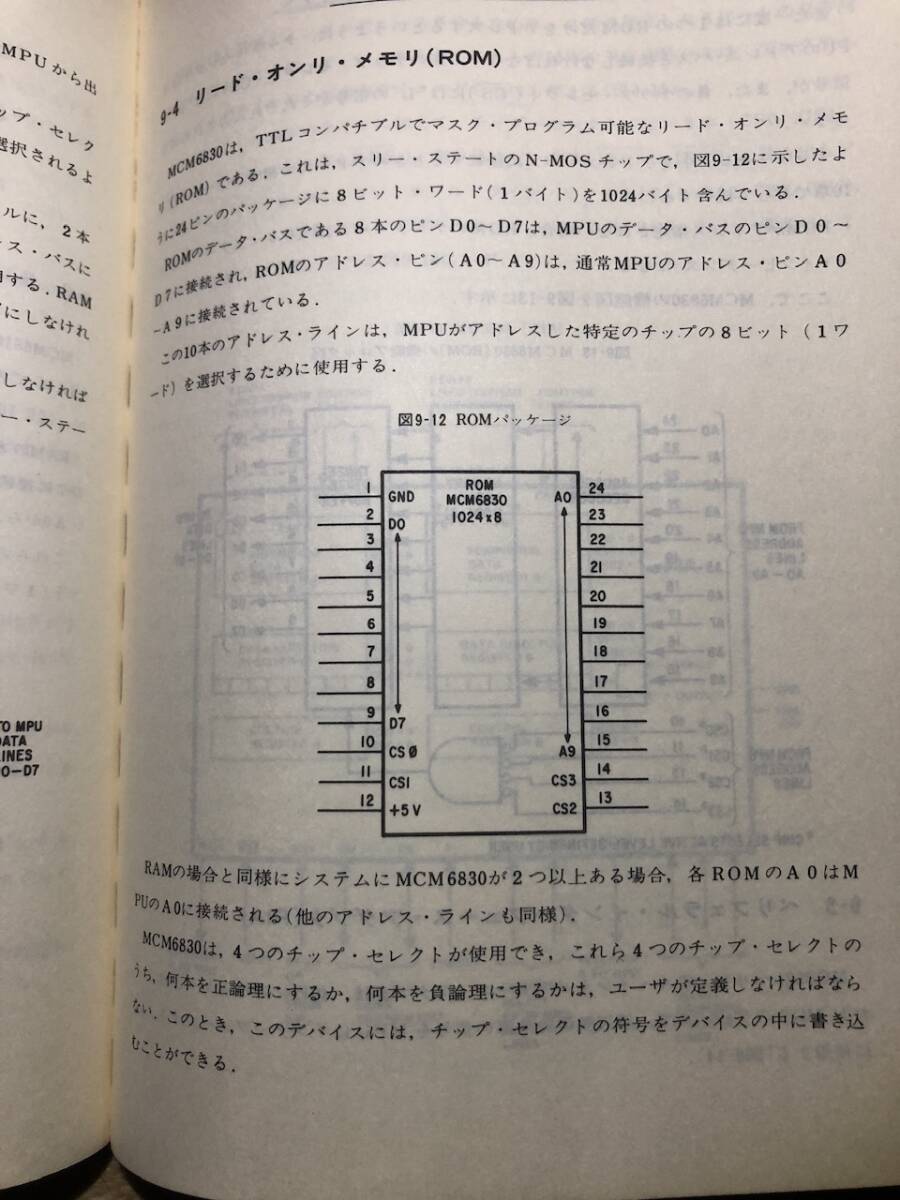 MPUから出
ップ・セレク
選択されるよ
ルに，2本
ス・バスに
用する．RAM
にしなけれ
しなければ
ー・ステー
TO MPU
DATA
LINES
D0-D7
9-4 リード・オンリ・メモリ(ROM)
MCM6830は，TTLコンパチブルでマスク・プログラム可能なリード・オンリ・メモ
リ(ROM)である．これは，スリー・ステートのN-MOSチップで，図9-12に示したよ
うに24ピンのパッケージに8ビット・ワード(1バイト)を1024バイト含んでいる．
ROMのデータ・バスである8本のピンD0～D7は，MPUのデータ・バスのピンD0～
D7に接続され，ROMのアドレス・ピン(A0～A9)は，通常MPUのアドレス・ピンA0
－A9に接続されている．
この10本のアドレス・ラインは，MPUがアドレスした特定のチップの8ビット（1ワ
ード）を選択するために使用する．
図9-12 ROMパッケージ
1 GND ROM A0 24
MCM6830
2 D0 1024x8 23
3 22
4 21
5 20
6 19
7 18
8 17
9 D7 16
10 CS0 A9 15
11 CS1 CS3 14
12 +5V CS2 13
RAMの場合と同様にシステムにMCM6830が2つ以上ある場合，各ROMのA0はM
PUのA0に接続される(他のアドレス・ラインも同様)．
MCM6830は，4つのチップ・セレクトが使用でき，これら4つのチップ・セレクトの
うち，何本を正論理にするか，何本を負論理にするかは，ユーザが定義しなければなら
ない．このとき，このデバイスには，チップ・セレクトの符号をデバイスの中に書き込
むことができる．